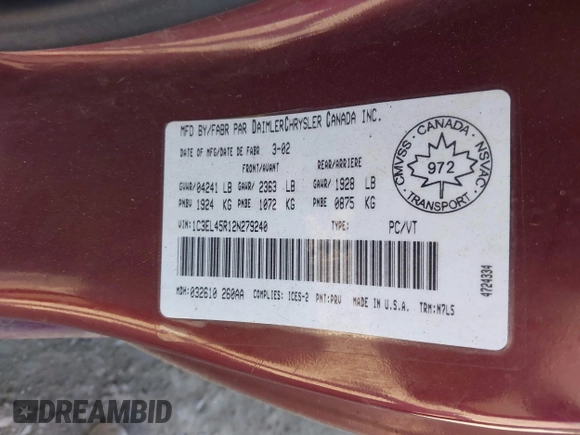 MFD BY/FABR PAR DAIMLERCHRYSLER CANADA INC.
DATE OF MFG/DATE DE FABR 3-02
FRONT/AVANT REAR/ARRIERE
GVWR/04241 LB GAWR/ 2363 LB GAWR/ 1928 LB
PNBV 1924 KG PNBE 1072 KG PNBE 0875 KG
VIN: 1C3EL45R12N279240 TYPE: PC/VT
MDH: 032610 260AA COMPLIES: ICES-2 PNT: PRV MADE IN U.S.A. TRM: N7L5
CMVSS • CANADA • NSVAC
972
TRANSPORT
4724334
DREAMBID